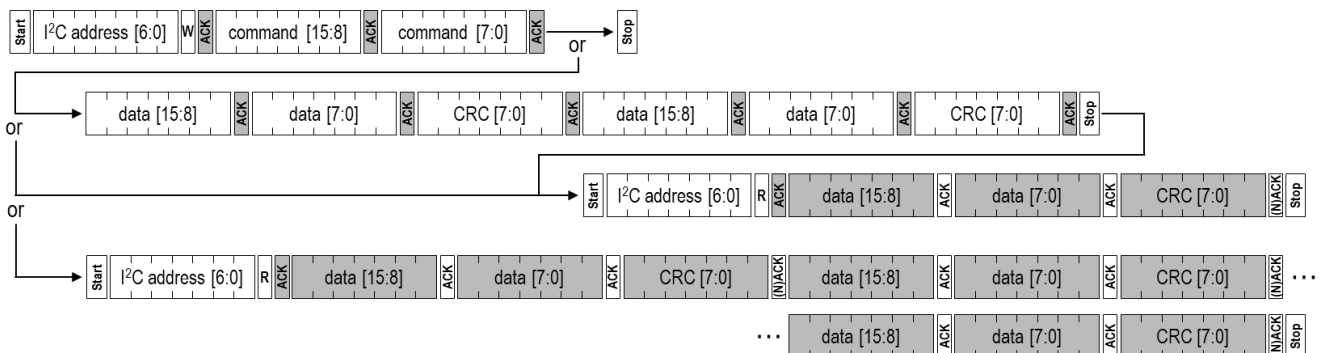 Start I²C address [6:0] W ACK command [15:8] ACK command [7:0] ACK or Stop
or data [15:8] ACK data [7:0] ACK CRC [7:0] ACK data [15:8] ACK data [7:0] ACK CRC [7:0] ACK Stop
Start I²C address [6:0] R ACK data [15:8] ACK data [7:0] ACK CRC [7:0] (N)ACK Stop
or
Start I²C address [6:0] R ACK data [15:8] ACK data [7:0] ACK CRC [7:0] (N)ACK data [15:8] ACK data [7:0] ACK CRC [7:0] (N)ACK ...
... data [15:8] ACK data [7:0] ACK CRC [7:0] (N)ACK Stop